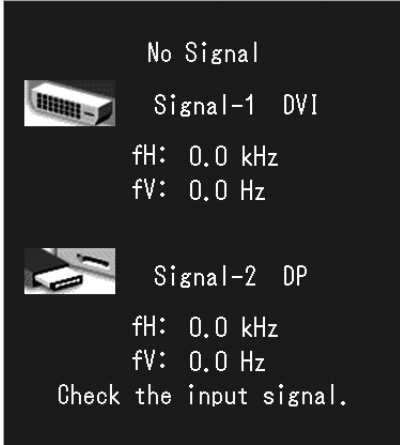 No Signal
Signal-1 DVI
fH: 0.0 kHz
fV: 0.0 Hz
Signal-2 DP
fH: 0.0 kHz
fV: 0.0 Hz
Check the input signal.